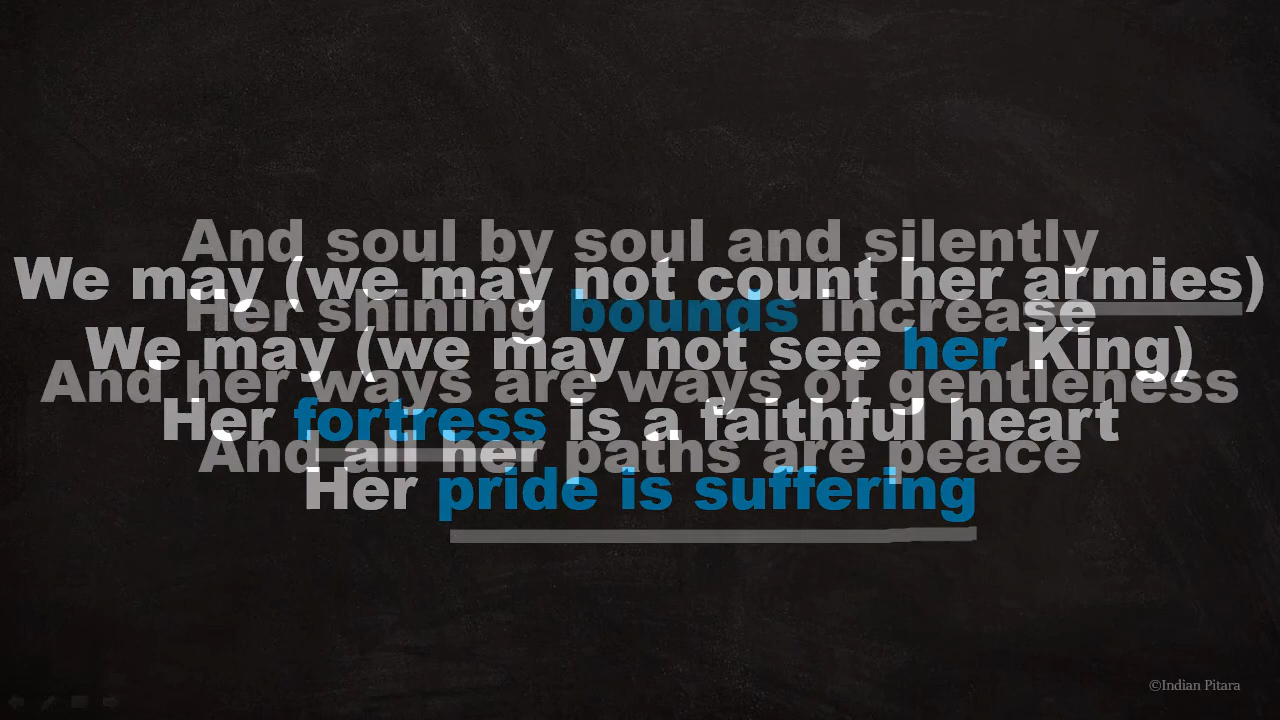 And soul by soul and silently
We may (we may not count her armies)
Her shining bounds increase
We may (we may not see her King)
And her ways are ways of gentleness
Her fortress is a faithful heart
And all her paths are peace
Her pride is suffering
©Indian Pitara